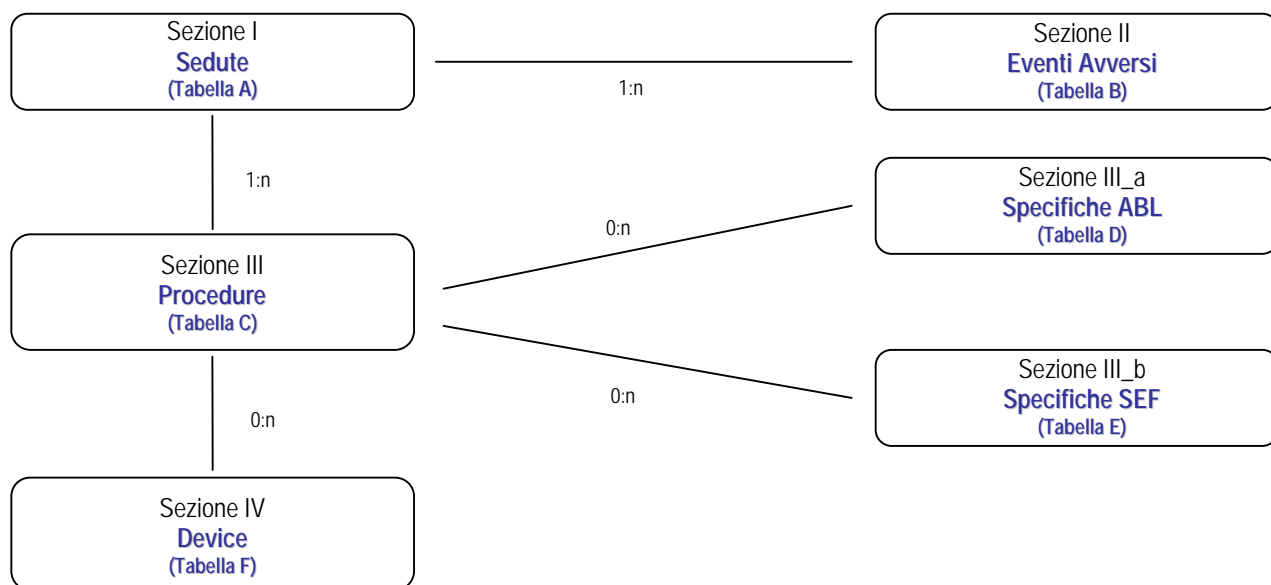 Sezione I
Sedute
(Tabella A)
1:n
Sezione II
Eventi Avversi
(Tabella B)
1:n
Sezione III_a
Specifiche ABL
(Tabella D)
0:n
Sezione III
Procedure
(Tabella C)
0:n
Sezione III_b
Specifiche SEF
(Tabella E)
0:n
Sezione IV
Device
(Tabella F)